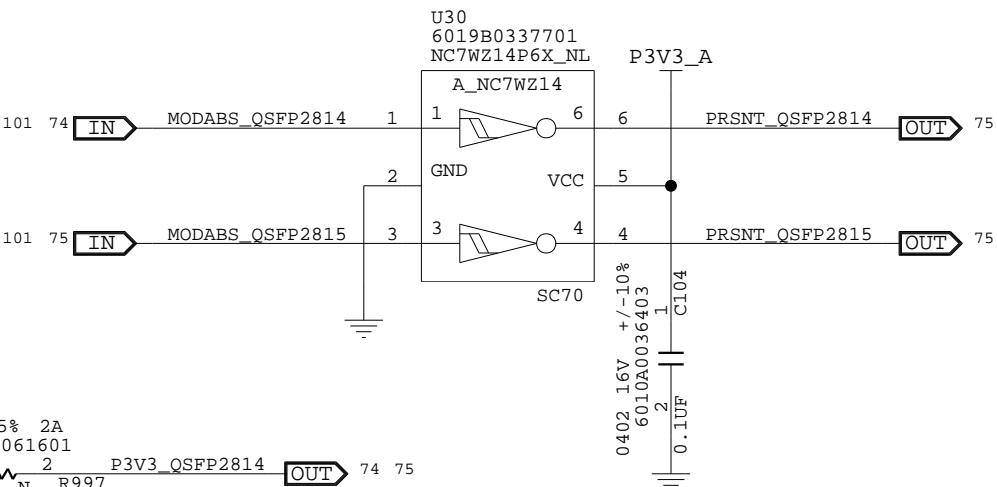 U30
6019B0337701
NC7WZ14P6X_NL
P3V3_A
A_NC7WZ14
101 74 IN MODABS_QSFP2814 1 1 6 6 PRSNT_QSFP2814 OUT 75
2 GND VCC 5
101 75 IN MODABS_QSFP2815 3 3 4 4 PRSNT_QSFP2815 OUT 75
SC70
0402 16V +/-10%
6010A0036403
1 2
C104
0.1UF
5% 2A
061601
2 P3V3_QSFP2814 OUT 74 75
R997